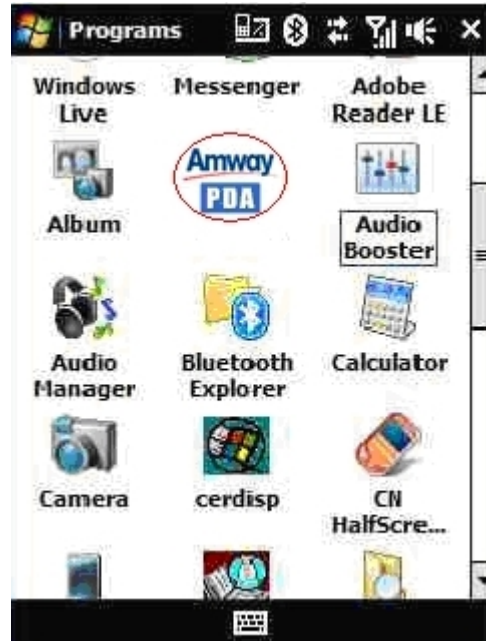 Programs
Windows Live
Messenger
Adobe Reader LE
Album
Amway
PDA
Audio Booster
Audio Manager
Bluetooth Explorer
Calculator
Camera
cerdisp
CN HalfScre...